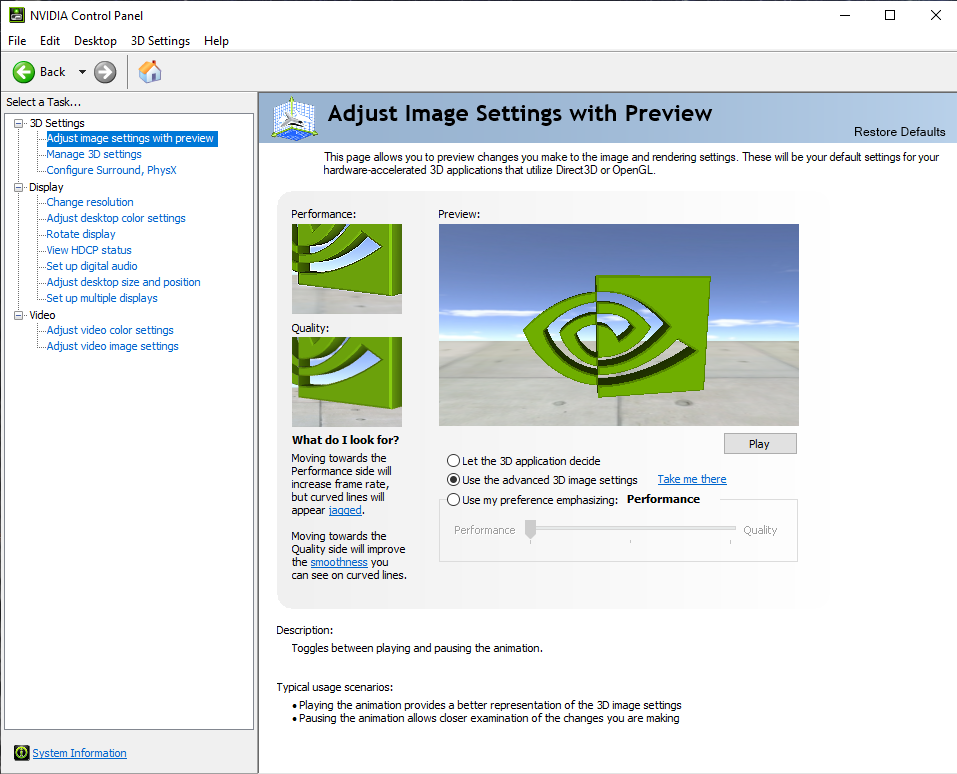 NVIDIA Control Panel
File Edit Desktop 3D Settings Help
Back
Select a Task...
3D Settings
Adjust image settings with preview
Manage 3D settings
Configure Surround, PhysX
Display
Change resolution
Adjust desktop color settings
Rotate display
View HDCP status
Set up digital audio
Adjust desktop size and position
Set up multiple displays
Video
Adjust video color settings
Adjust video image settings
System Information
Adjust Image Settings with Preview
Restore Defaults
This page allows you to preview changes you make to the image and rendering settings. These will be your default settings for your
hardware-accelerated 3D applications that utilize Direct3D or OpenGL.
Performance:
Quality:
What do I look for?
Moving towards the
Performance side will
increase frame rate,
but curved lines will
appear jagged.
Moving towards the
Quality side will improve
the smoothness you
can see on curved lines.
Preview:
Play
Let the 3D application decide
Use the advanced 3D image settings Take me there
Use my preference emphasizing: Performance
Performance Quality
Description:
Toggles between playing and pausing the animation.
Typical usage scenarios:
• Playing the animation provides a better representation of the 3D image settings
• Pausing the animation allows closer examination of the changes you are making